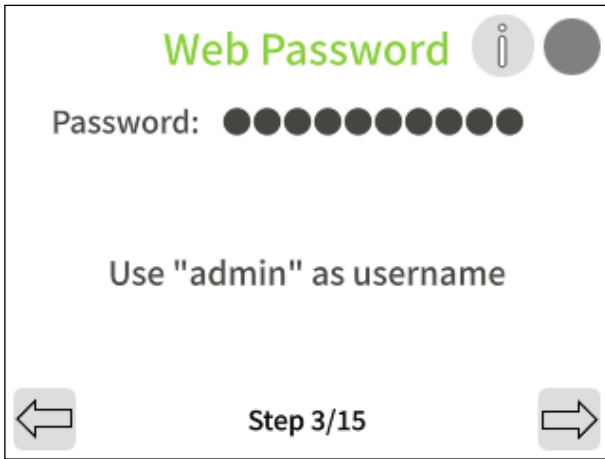 Web Password i
Password: ●●●●●●●●●●
Use "admin" as username
Step 3/15